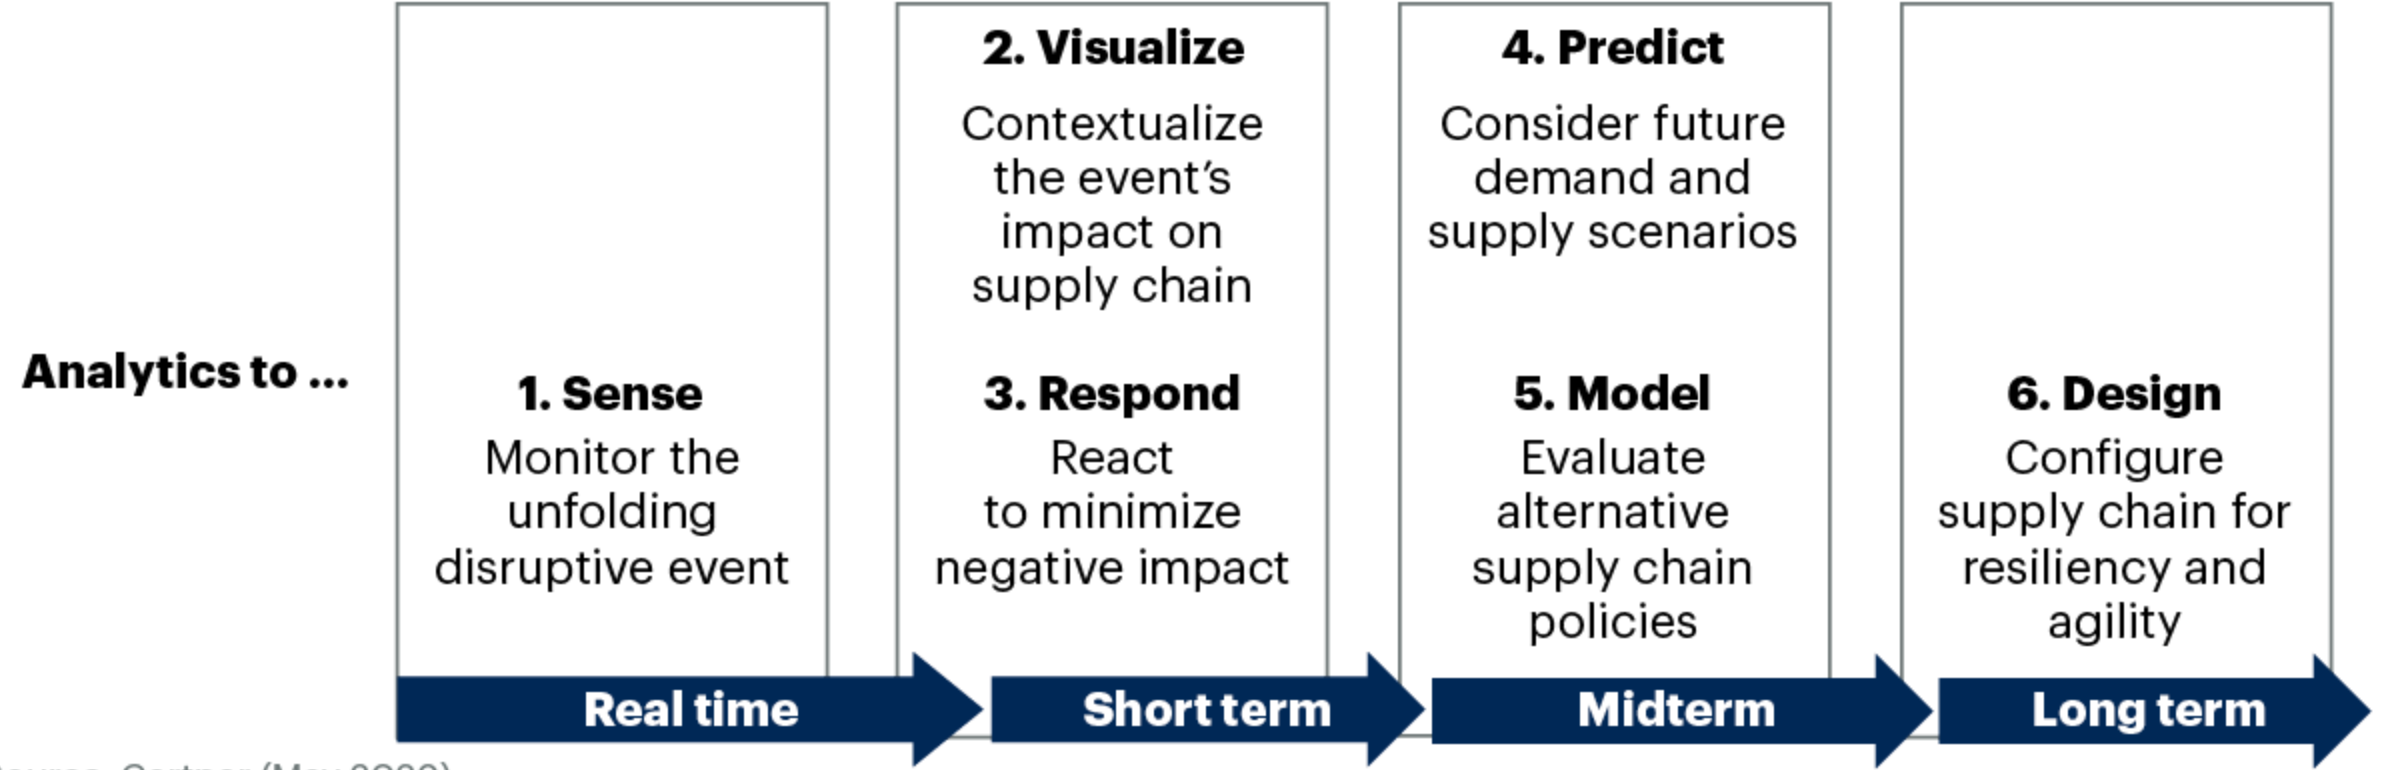 Analytics to ...
1. Sense
Monitor the
unfolding
disruptive event
2. Visualize
Contextualize
the event's
impact on
supply chain
3. Respond
React
to minimize
negative impact
4. Predict
Consider future
demand and
supply scenarios
5. Model
Evaluate
alternative
supply chain
policies
6. Design
Configure
supply chain for
resiliency and
agility
Real time
Short term
Midterm
Long term